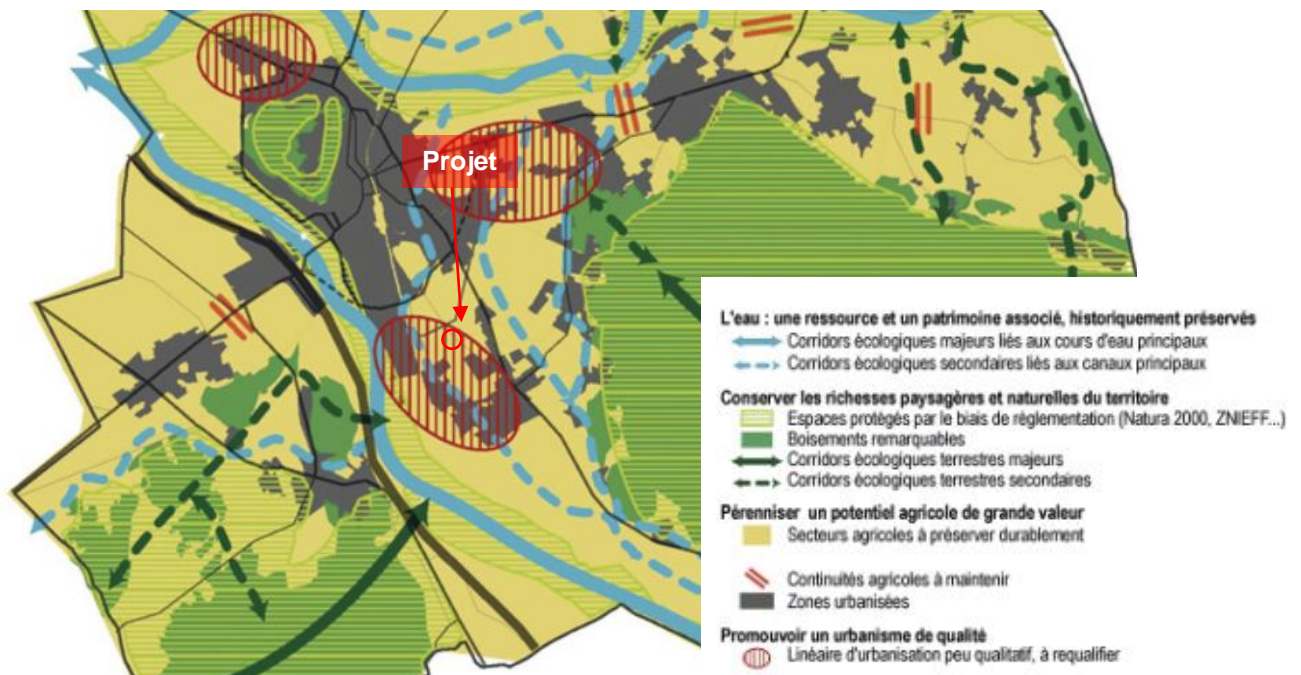 Projet
L'eau : une ressource et un patrimoine associé, historiquement préservés
Corridors écologiques majeurs liés aux cours d'eau principaux
Corridors écologiques secondaires liés aux canaux principaux
Conserver les richesses paysagères et naturelles du territoire
Espaces protégés par le biais de règlementation (Natura 2000, ZNIEFF...)
Boisements remarquables
Corridors écologiques terrestres majeurs
Corridors écologiques terrestres secondaires
Pérenniser un potentiel agricole de grande valeur
Secteurs agricoles à préserver durablement
Continuités agricoles à maintenir
Zones urbanisées
Promouvoir un urbanisme de qualité
Linéaire d'urbanisation peu qualitatif, à requalifier